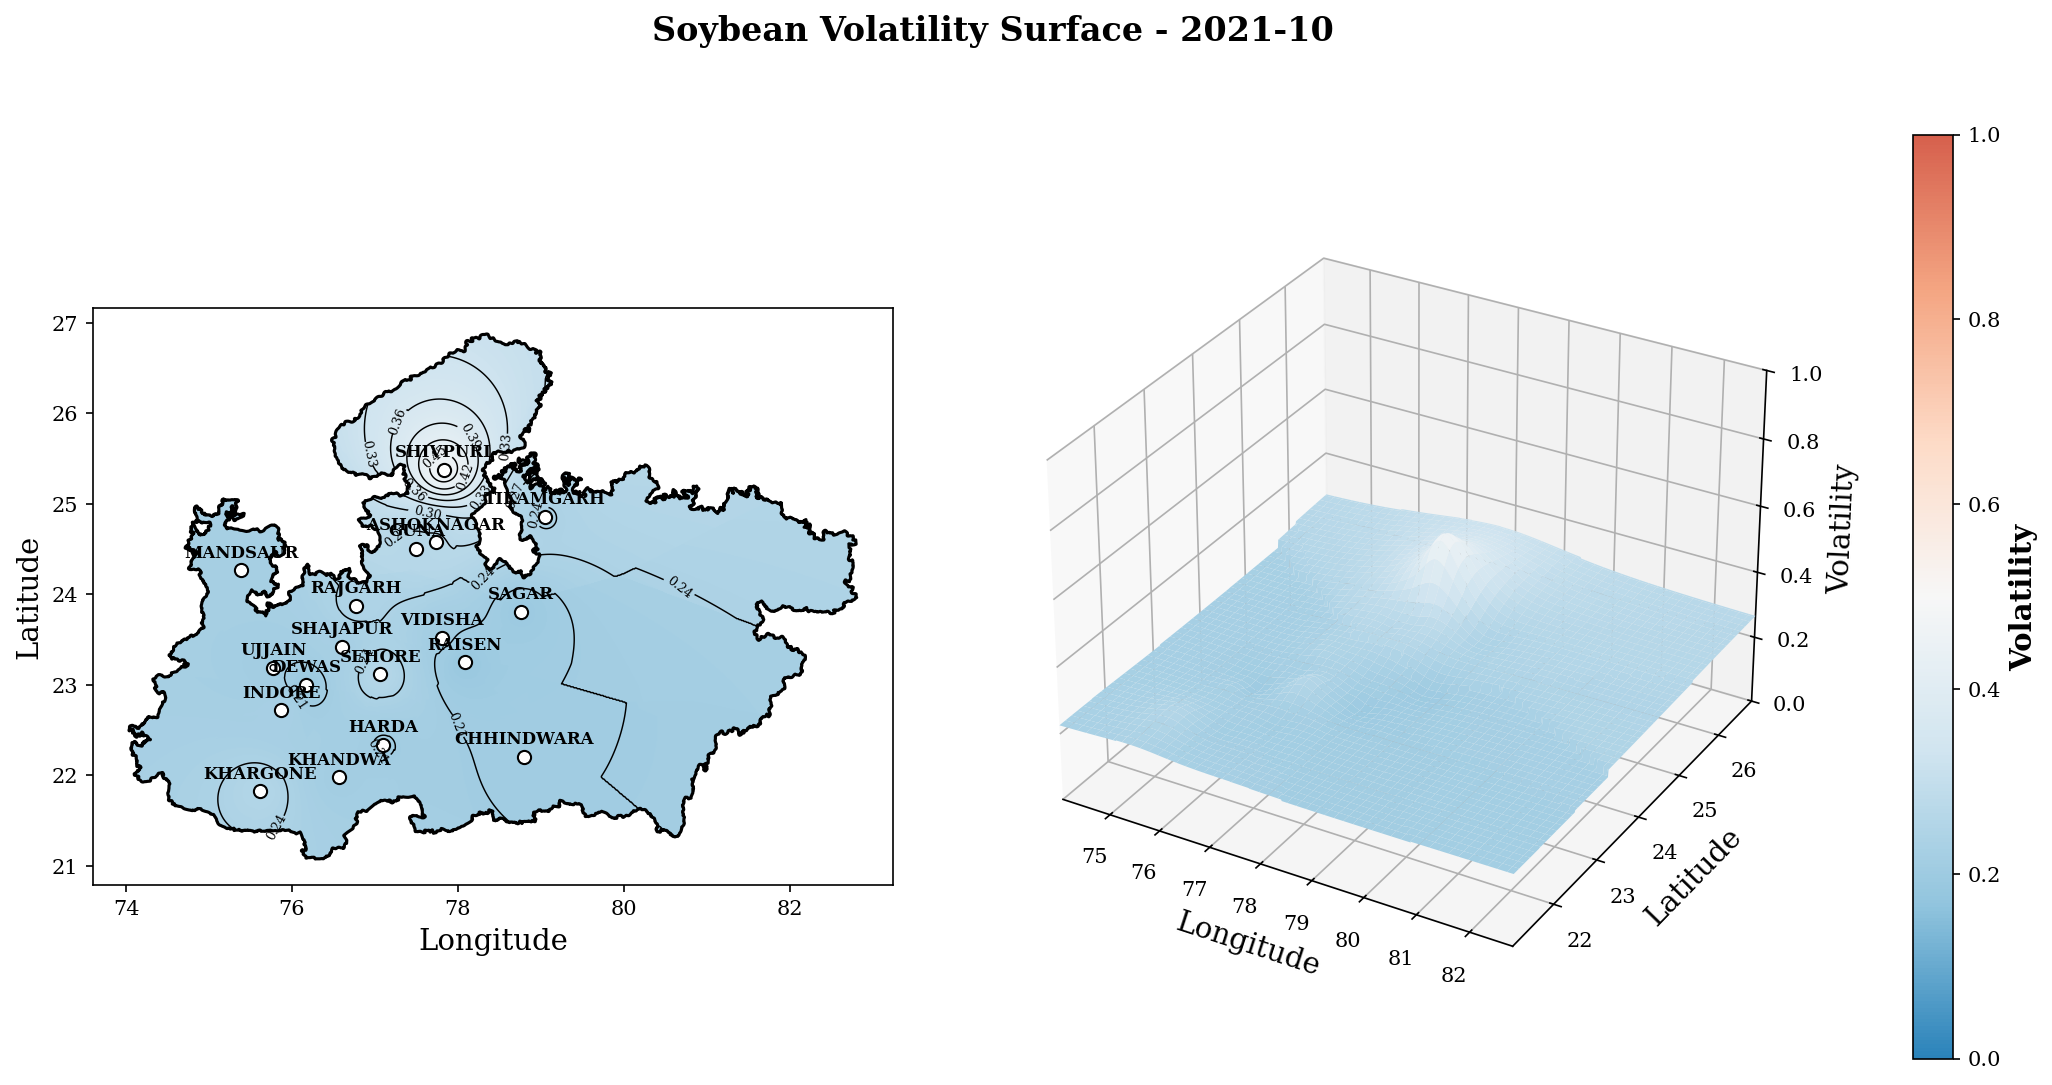 Soybean Volatility Surface - 2021-10
27
26
25
24
23
22
21
Latitude
74
76
78
80
82
Longitude
0.36
0.39
0.33
0.33
SHIVPURI
0.45
0.42
0.36
0.33
TIKAMGARH
0.30
0.24
ASHOKNAGAR
GUNA
MANDSAUR
0.24
0.24
RAJGARH
SAGAR
VIDISHA
SHAJAPUR
RAISEN
UJJAIN
SEHORE
DEWAS
INDORE
HARDA
CHHINDWARA
KHANDWA
KHARGONE
0.24
1.0
0.8
0.6
0.4
0.2
0.0
Volatility
75
76
77
78
79
80
81
82
Longitude
22
23
24
25
26
Latitude
1.0
0.8
0.6
0.4
0.2
0.0
Volatility